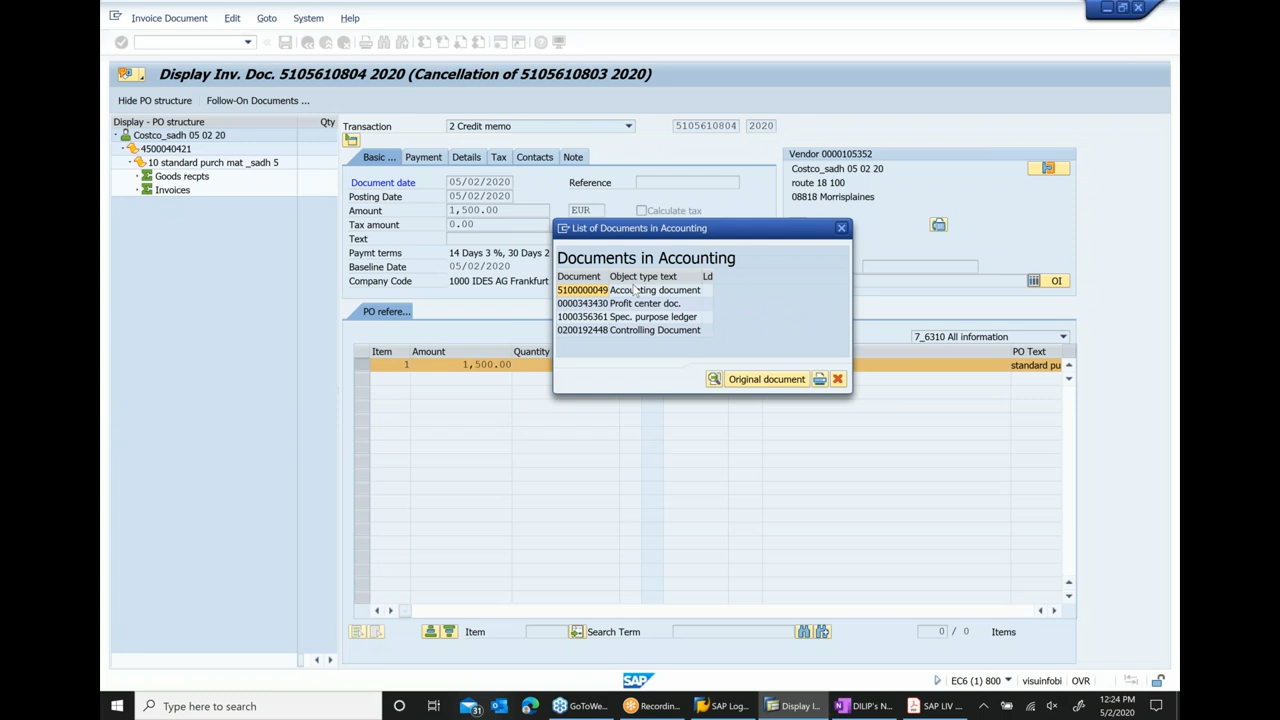 Invoice Document Edit Goto System Help
Display Inv. Doc. 5105610804 2020 (Cancellation of 5105610803 2020)
Hide PO structure Follow-On Documents ...
Display - PO structure Qty
Costco_sadh 05 02 20
4500040421
10 standard purch mat _sadh 5
Goods recpts
Invoices
Transaction 2 Credit memo 5105610804 2020
Basic ... Payment Details Tax Contacts Note
Document date 05/02/2020 Reference
Posting Date 05/02/2020
Amount 1,500.00 EUR Calculate tax
Tax amount 0.00
Text
Paymt terms 14 Days 3 %, 30 Days 2
Baseline Date 05/02/2020
Company Code 1000 IDES AG Frankfurt
Vendor 0000105352
Costco_sadh 05 02 20
route 18 100
08818 Morrisplaines
OI
List of Documents in Accounting
Documents in Accounting
Document Object type text Ld
5100000049 Accounting document
0000343430 Profit center doc.
1000356361 Spec. purpose ledger
0200192448 Controlling Document
Original document
PO refere...
7_6310 All information
Item Amount Quantity PO Text
1 1,500.00 standard pu
Item Search Term 0 / 0 Items
SAP
EC6 (1) 800 visuinfobi OVR
Type here to search
31
GoToWe...
Recordin...
SAP Log...
Display I...
DILIP's N...
SAP LIV ...
12:24 PM
5/2/2020